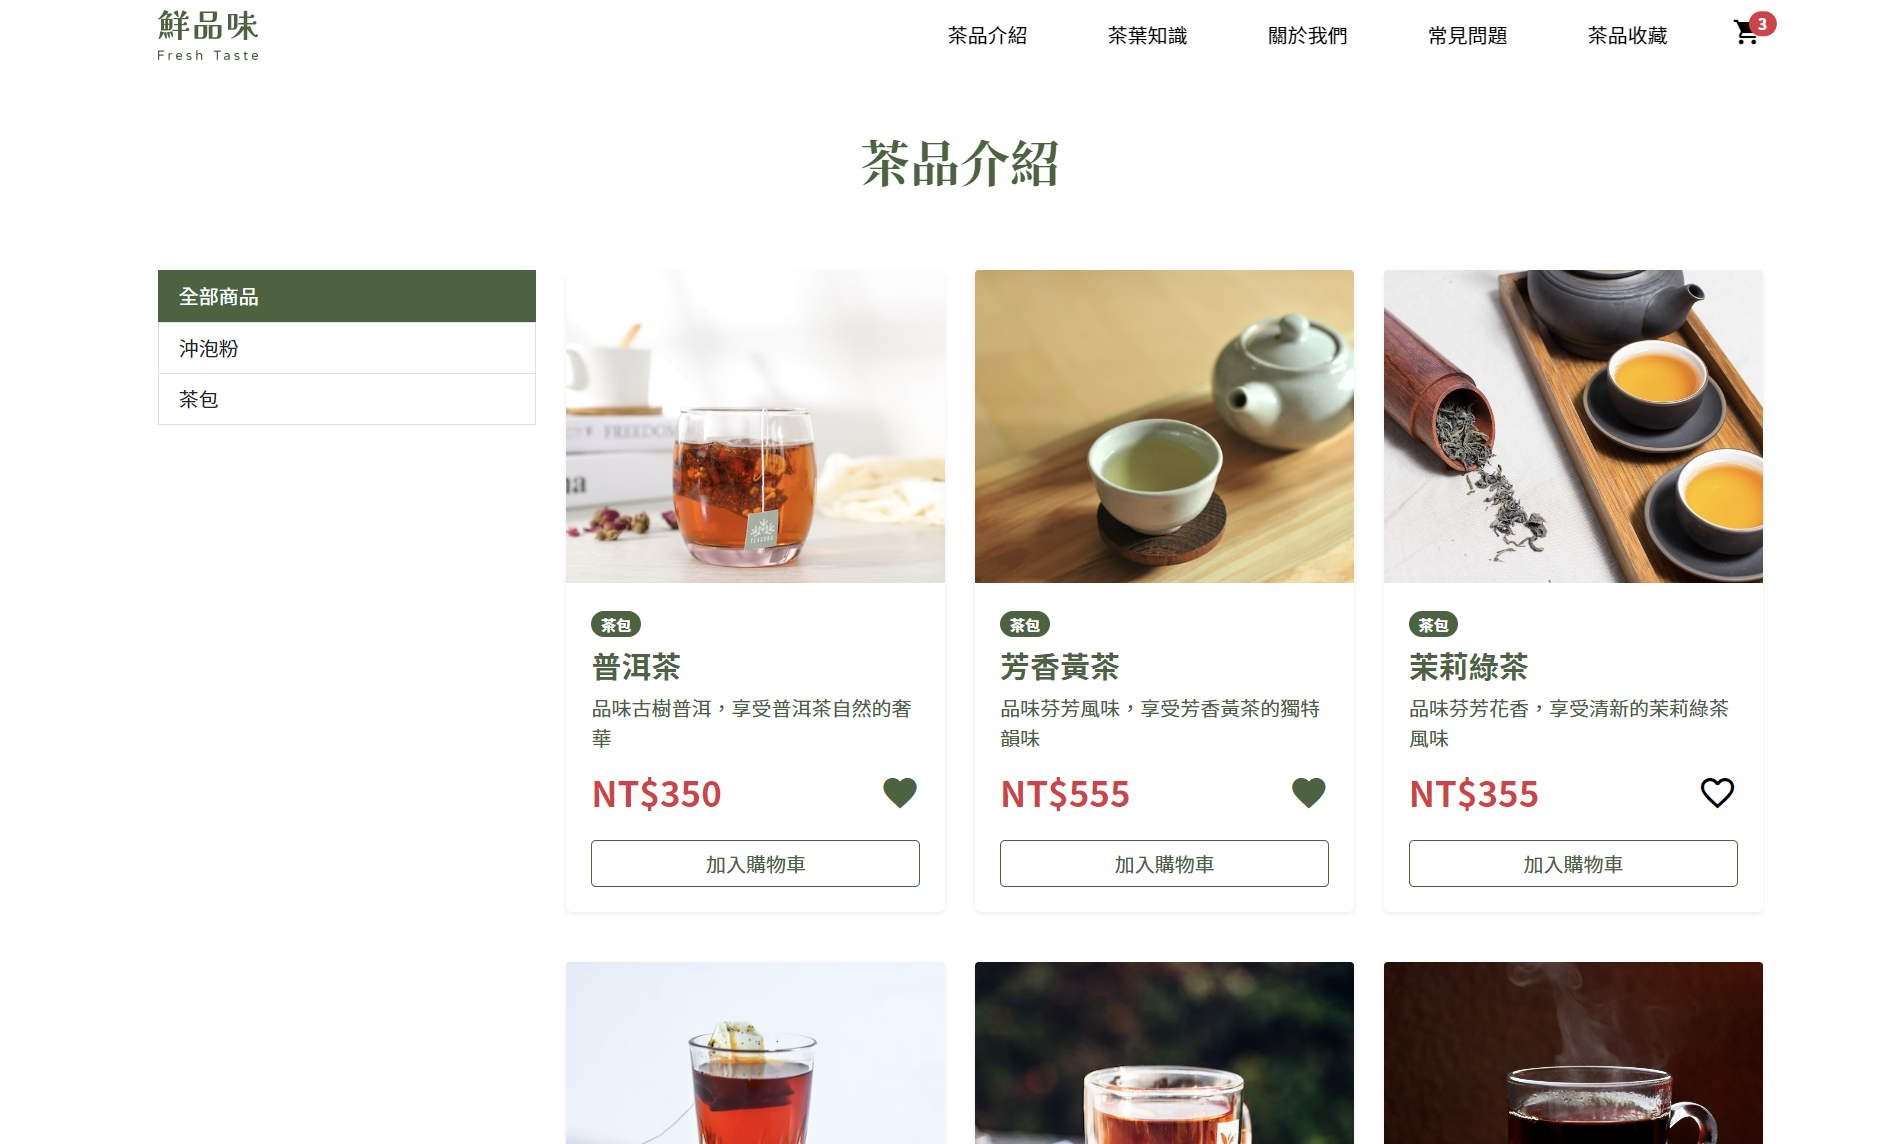 鮮品味
Fresh Taste
茶品介紹
茶葉知識
關於我們
常見問題
茶品收藏
3
茶品介紹
全部商品
沖泡粉
茶包
FREEDOM
茶包
普洱茶
品味古樹普洱，享受普洱茶自然的奢
華
NT$350
加入購物車
茶包
芳香黃茶
品味芬芳風味，享受芳香黃茶的獨特
韻味
NT$555
加入購物車
茶包
茉莉綠茶
品味芬芳花香，享受清新的茉莉綠茶
風味
NT$355
加入購物車